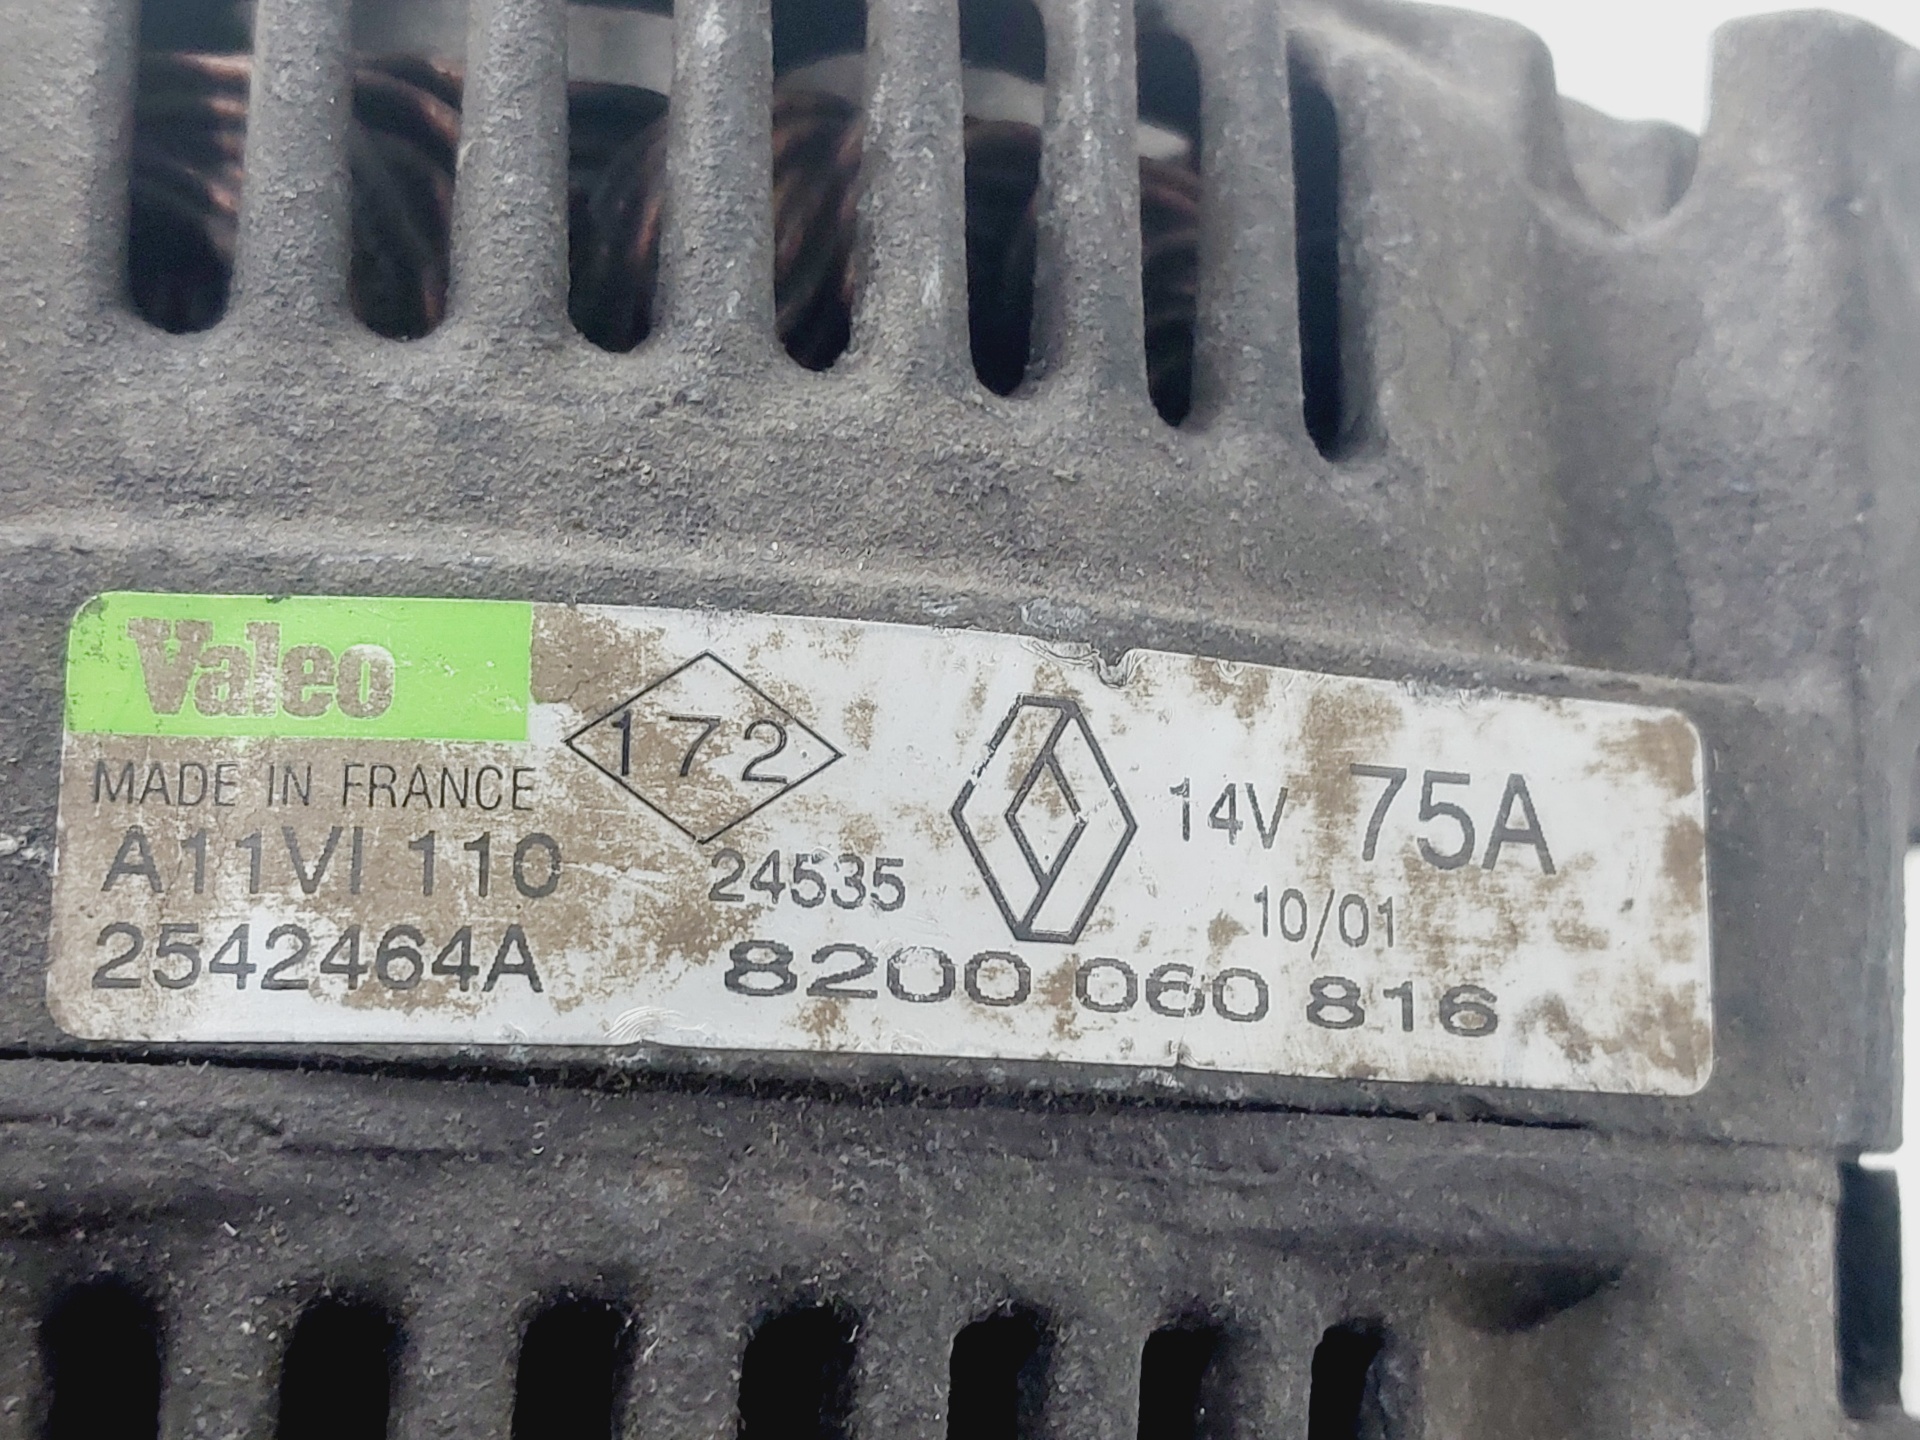 Valeo
172
MADE IN FRANCE
14V 75A
A11VI 110
24535
10/01
2542464A
8200 060 816